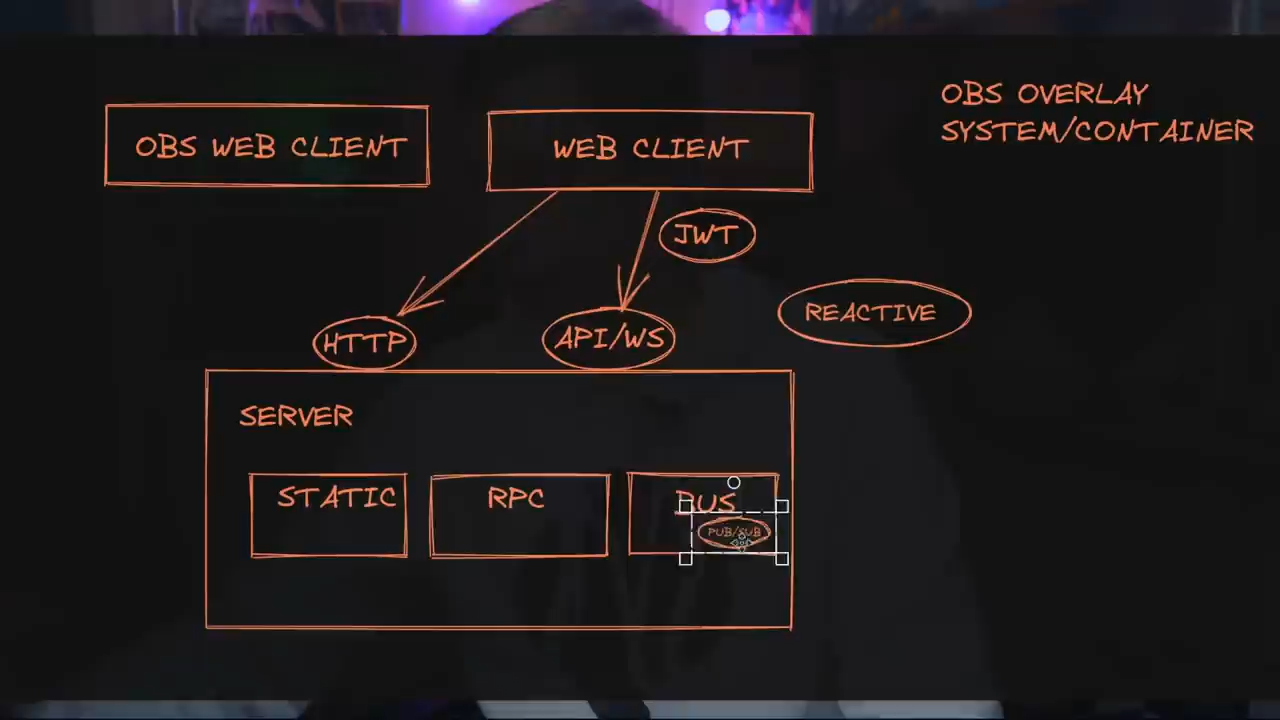 OBS OVERLAY
SYSTEM/CONTAINER
OBS WEB CLIENT
WEB CLIENT
JWT
REACTIVE
HTTP
API/WS
SERVER
STATIC
RPC
BUS
PUB/SUB